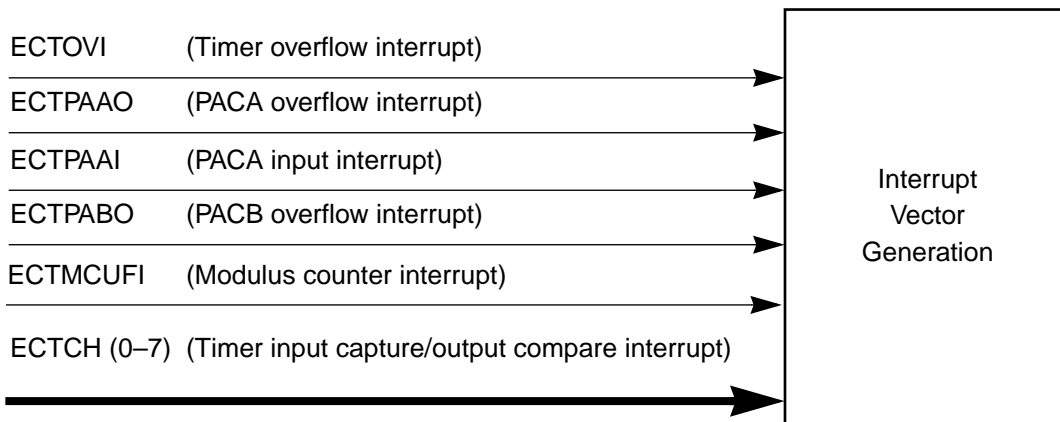 ECTOVI (Timer overflow interrupt)
ECTPAAO (PACA overflow interrupt)
ECTPAAI (PACA input interrupt)
ECTPABO (PACB overflow interrupt)
ECTMCUFI (Modulus counter interrupt)
ECTCH (0–7) (Timer input capture/output compare interrupt)
Interrupt
Vector
Generation